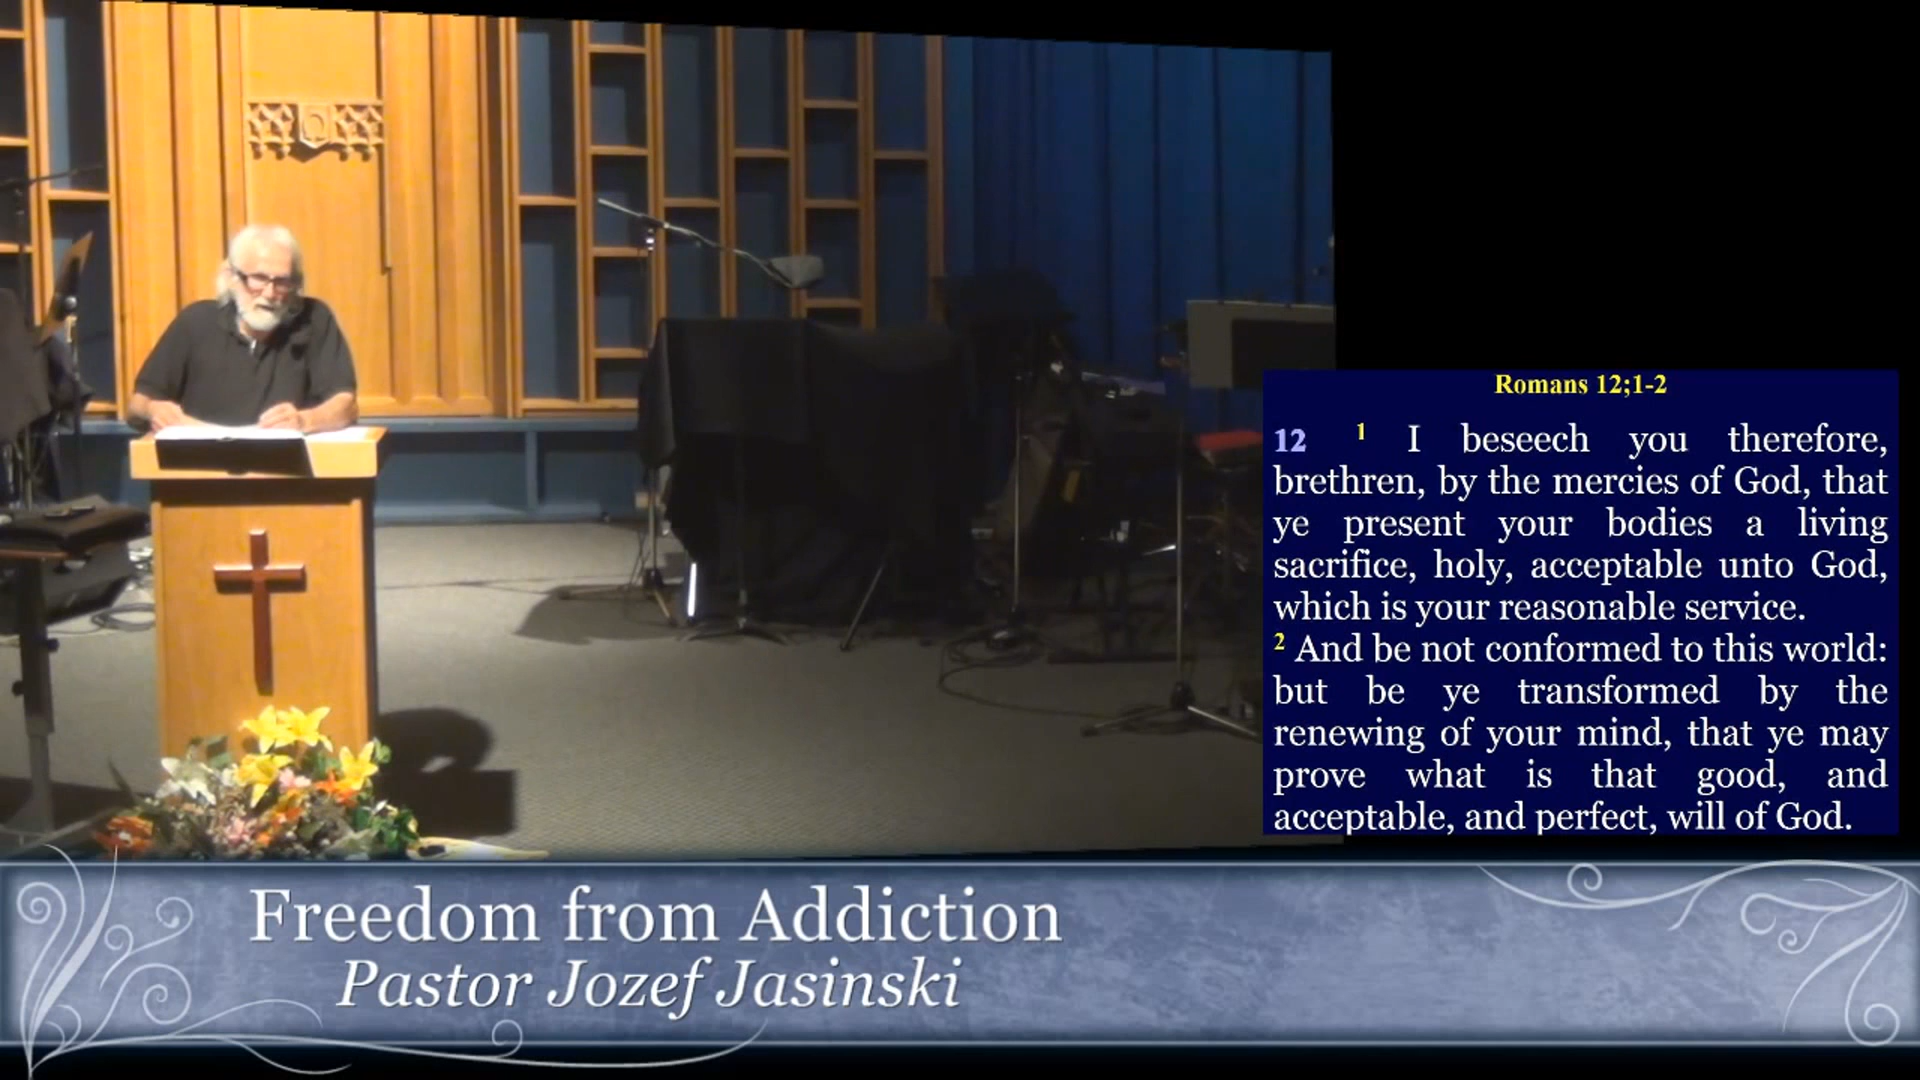 Romans 12;1-2
12 1 I beseech you therefore,
brethren, by the mercies of God, that
ye present your bodies a living
sacrifice, holy, acceptable unto God,
which is your reasonable service.
2 And be not conformed to this world:
but be ye transformed by the
renewing of your mind, that ye may
prove what is that good, and
acceptable, and perfect, will of God.
Freedom from Addiction
Pastor Jozef Jasinski